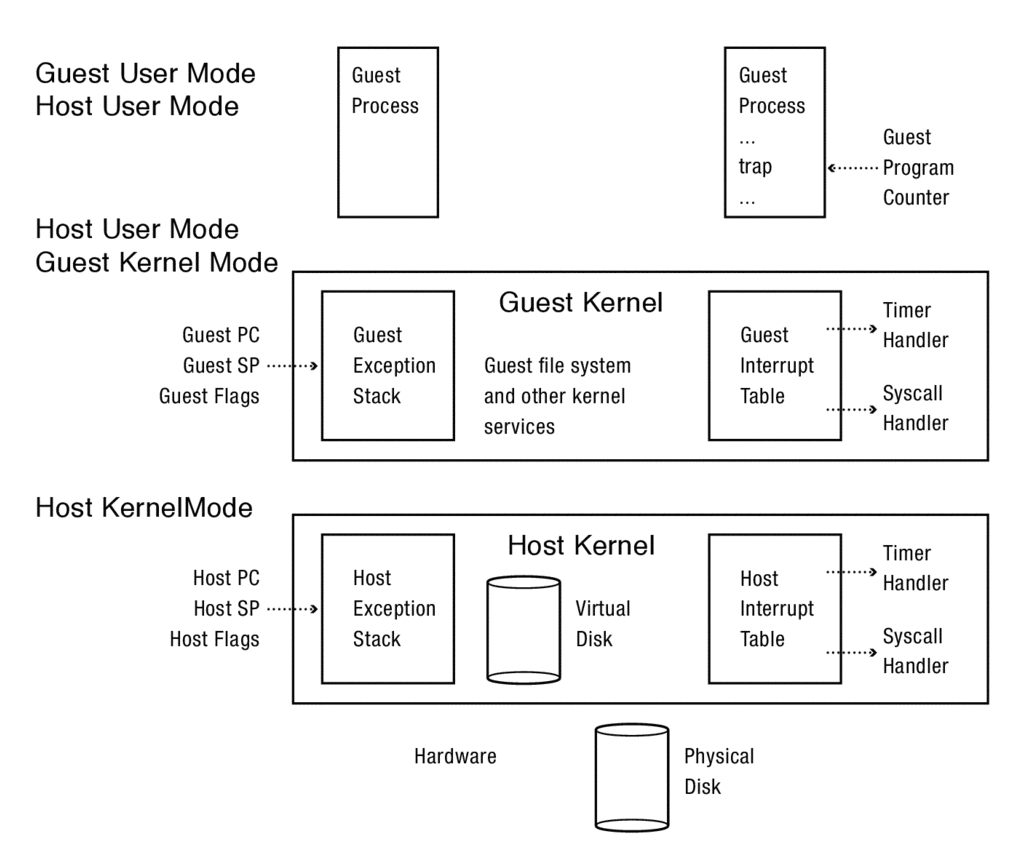 Guest User Mode
Host User Mode
Guest
Process
Guest
Process
...
trap
...
Guest
Program
Counter
Host User Mode
Guest Kernel Mode
Guest PC
Guest SP
Guest Flags
Guest
Exception
Stack
Guest Kernel
Guest file system
and other kernel
services
Guest
Interrupt
Table
Timer
Handler
Syscall
Handler
Host KernelMode
Host PC
Host SP
Host Flags
Host
Exception
Stack
Host Kernel
Virtual
Disk
Host
Interrupt
Table
Timer
Handler
Syscall
Handler
Hardware
Physical
Disk